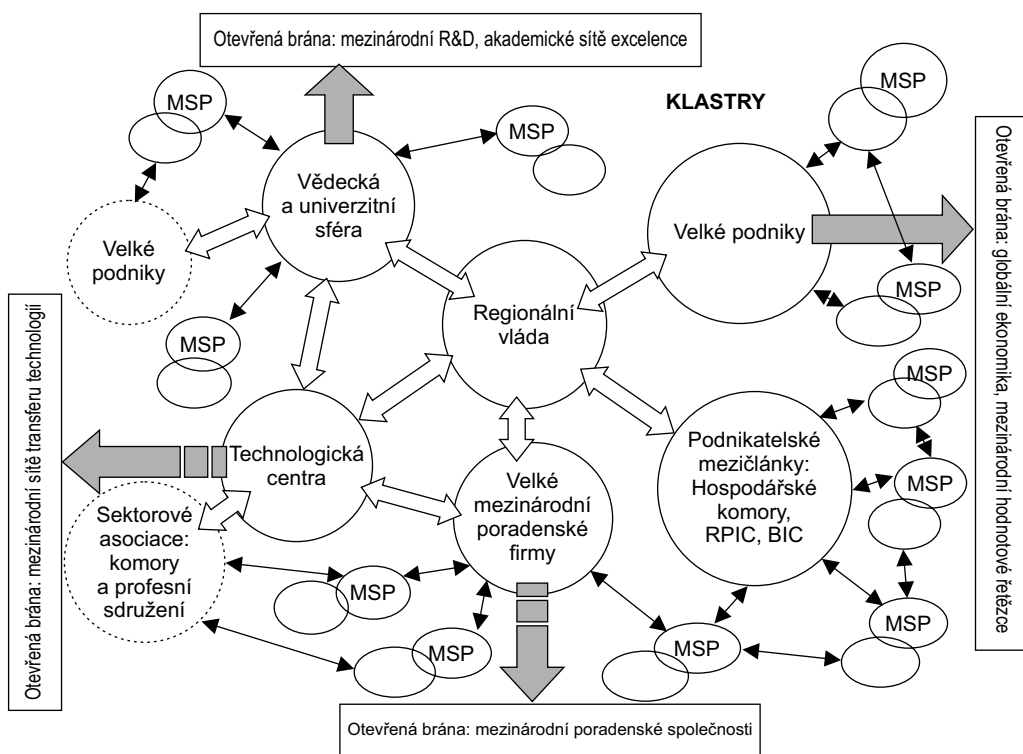 Otevřená brána: mezinárodní R&D, akademické sítě excelence
KLASTRY
MSP
MSP
MSP
Vědecká
a univerzitní
sféra
Velké
podniky
Velké podniky
Otevřená brána: globální ekonomika, mezinárodní hodnotové řetězce
MSP
MSP
Regionální
vláda
Otevřená brána: mezinárodní sítě transferu technologií
MSP
Technologická
centra
Podnikatelské
mezičlánky:
Hospodářské
komory,
RPIC, BIC
MSP
Velké
mezinárodní
poradenské
firmy
Sektorové
asociace:
komory
a profesní
sdružení
MSP
MSP
MSP
MSP
Otevřená brána: mezinárodní poradenské společnosti